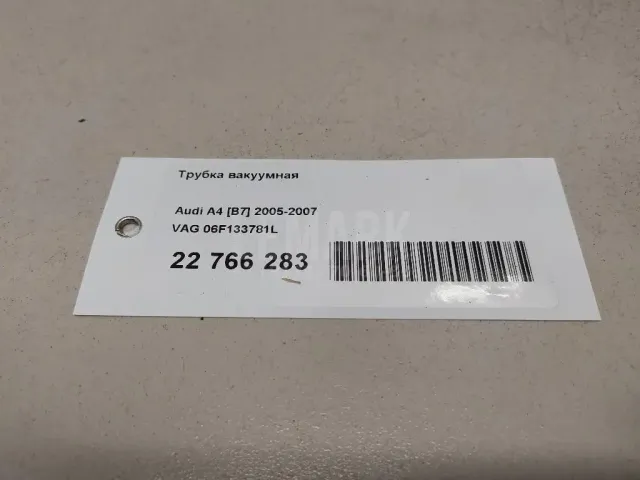 Трубка вакуумная
Audi A4 [B7] 2005-2007
VAG 06F133781L
22 766 283